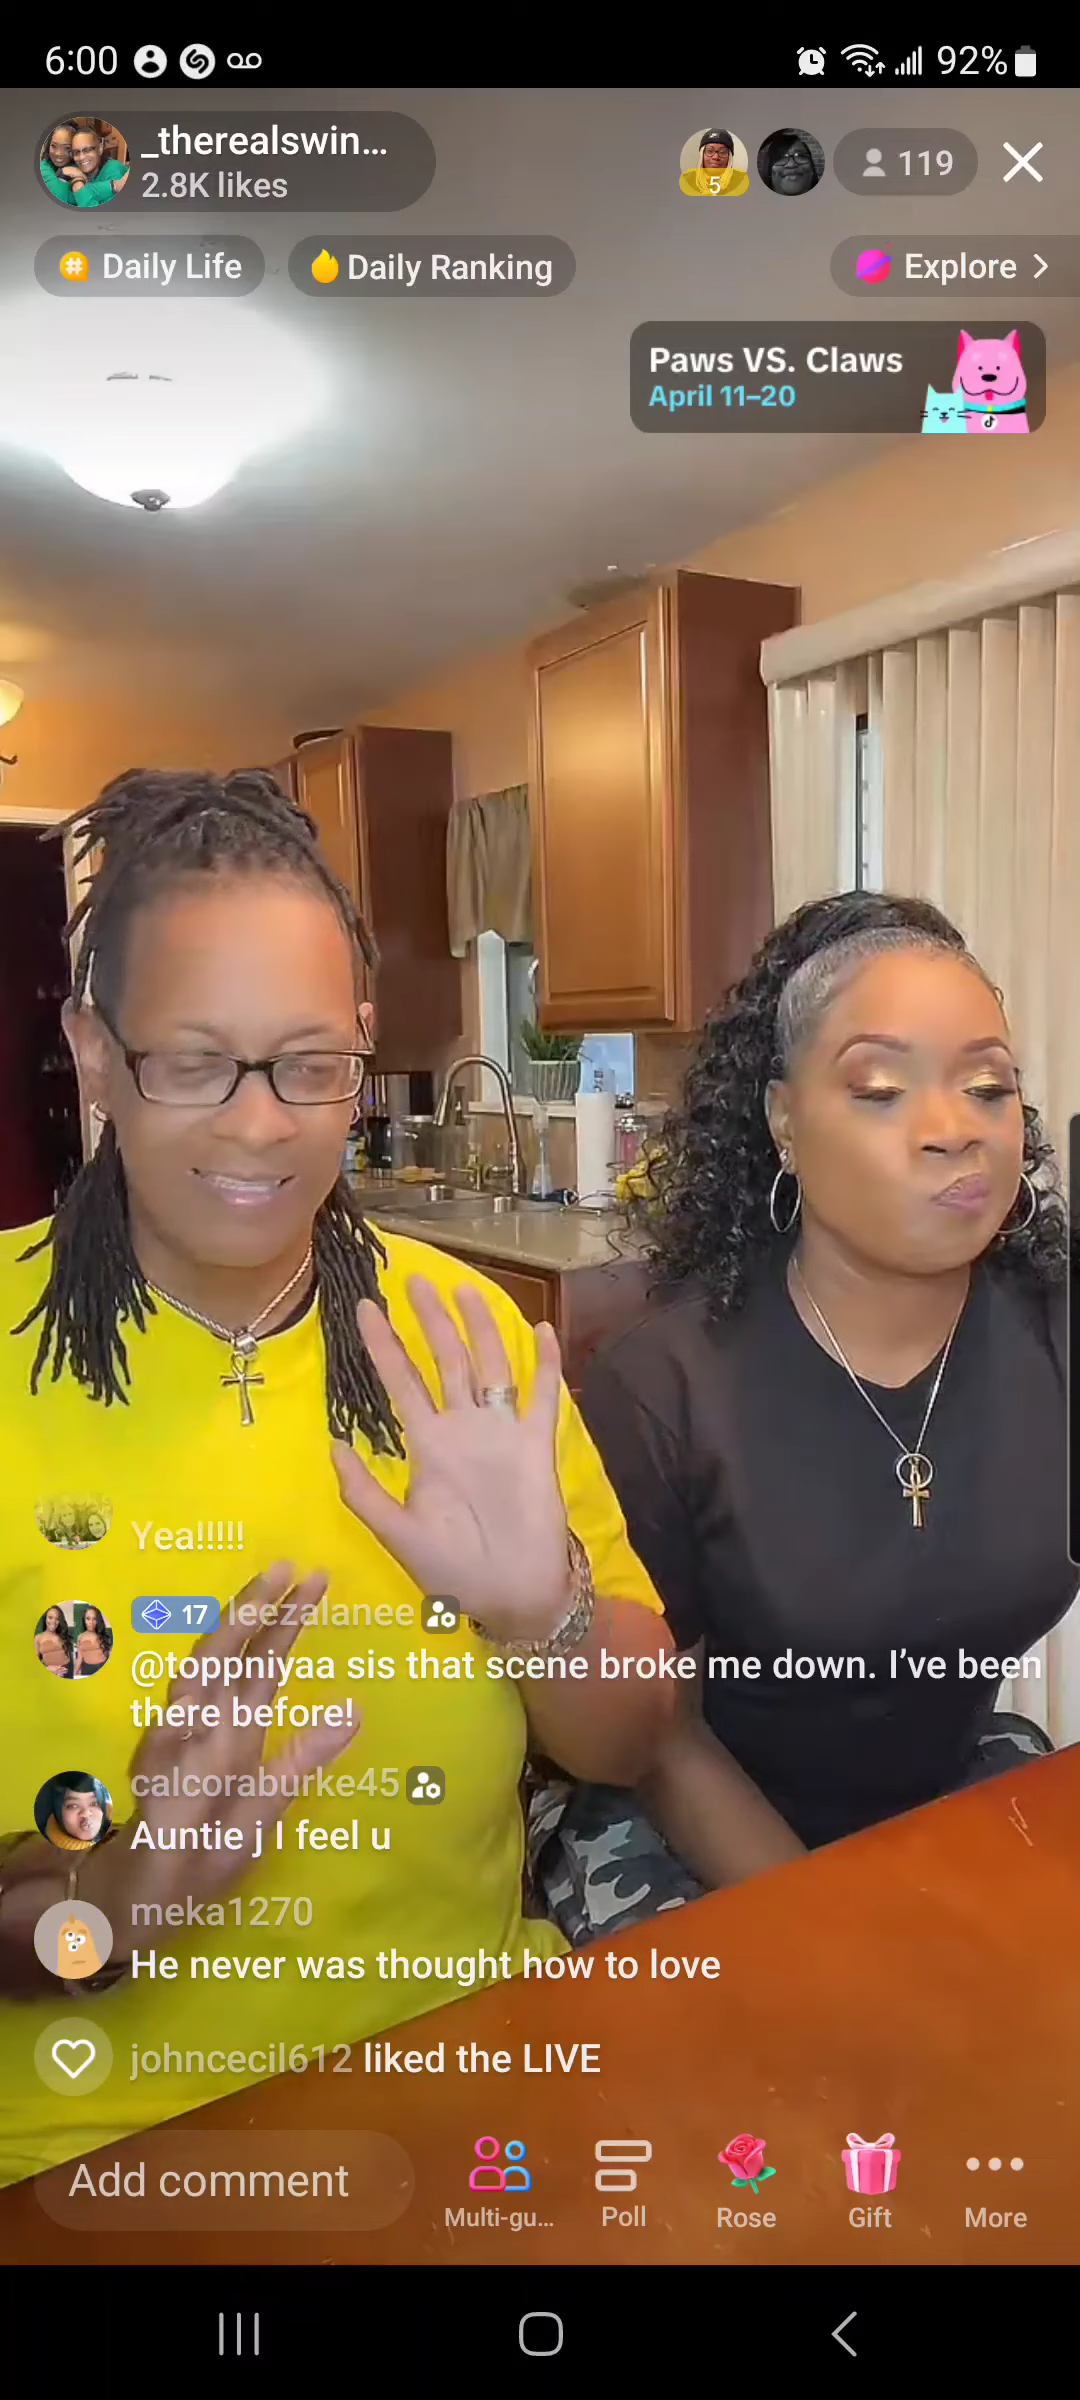 6:00
92%
_therealswin...
2.8K likes
5
119
Daily Life
Daily Ranking
Explore
Paws VS. Claws
April 11–20
Yea!!!!!
17 leezalanee
@toppniyaa sis that scene broke me down. I've been
there before!
calcoraburke45
Auntie j I feel u
meka1270
He never was thought how to love
johncecil612 liked the LIVE
Add comment
Multi-gu...
Poll
Rose
Gift
More